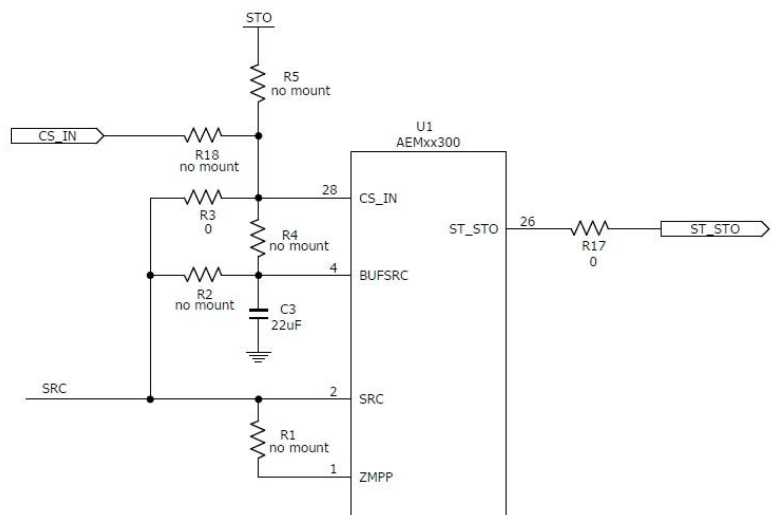 STO
R5
no mount
U1
AEMxx300
CS_IN
R18
no mount
28
CS_IN
R3
0
R4
no mount
ST_STO
26
R17
0
ST_STO
4
BUFSRC
R2
no mount
C3
22uF
SRC
2
SRC
R1
no mount
1
ZMPP